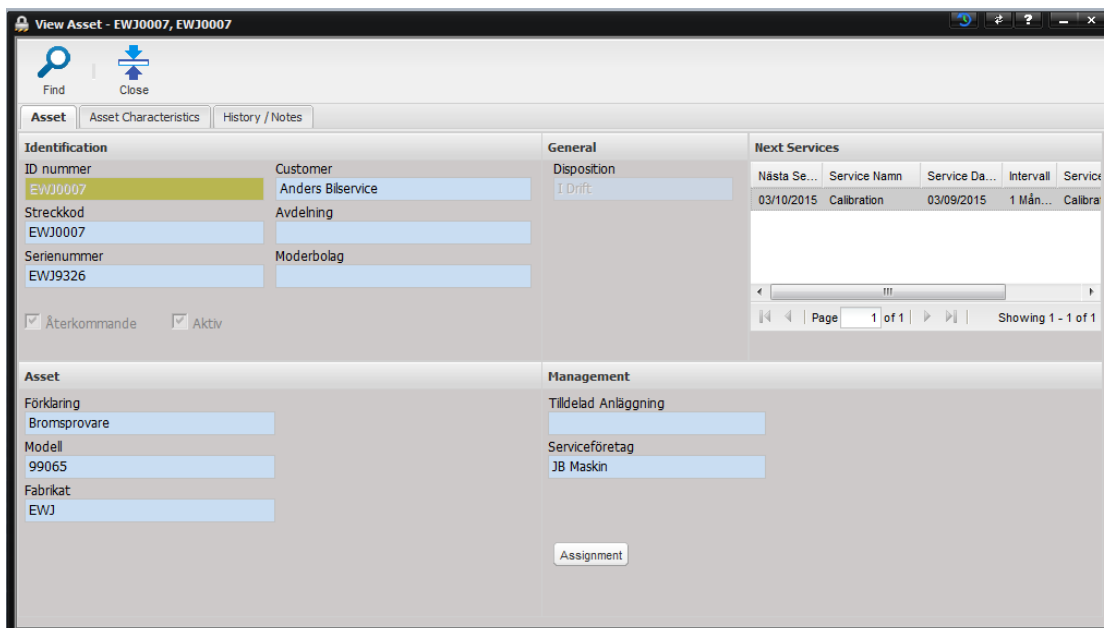 View Asset - EWJ0007, EWJ0007
?
Find
Close
Asset
Asset Characteristics
History / Notes
Identification
General
Next Services
ID nummer
Customer
Disposition
EWJ0007
Anders Bilservice
I Drift
Nästa Se... Service Namn Service Da... Intervall Service
03/10/2015 Calibration 03/09/2015 1 Mån... Calibra
Streckkod
Avdelning
EWJ0007
Serienummer
Moderbolag
EWJ9326
Återkommande
Aktiv
Page 1 of 1 Showing 1 - 1 of 1
Asset
Management
Förklaring
Tilldelad Anläggning
Bromsprovare
Modell
Serviceföretag
99065
JB Maskin
Fabrikat
EWJ
Assignment